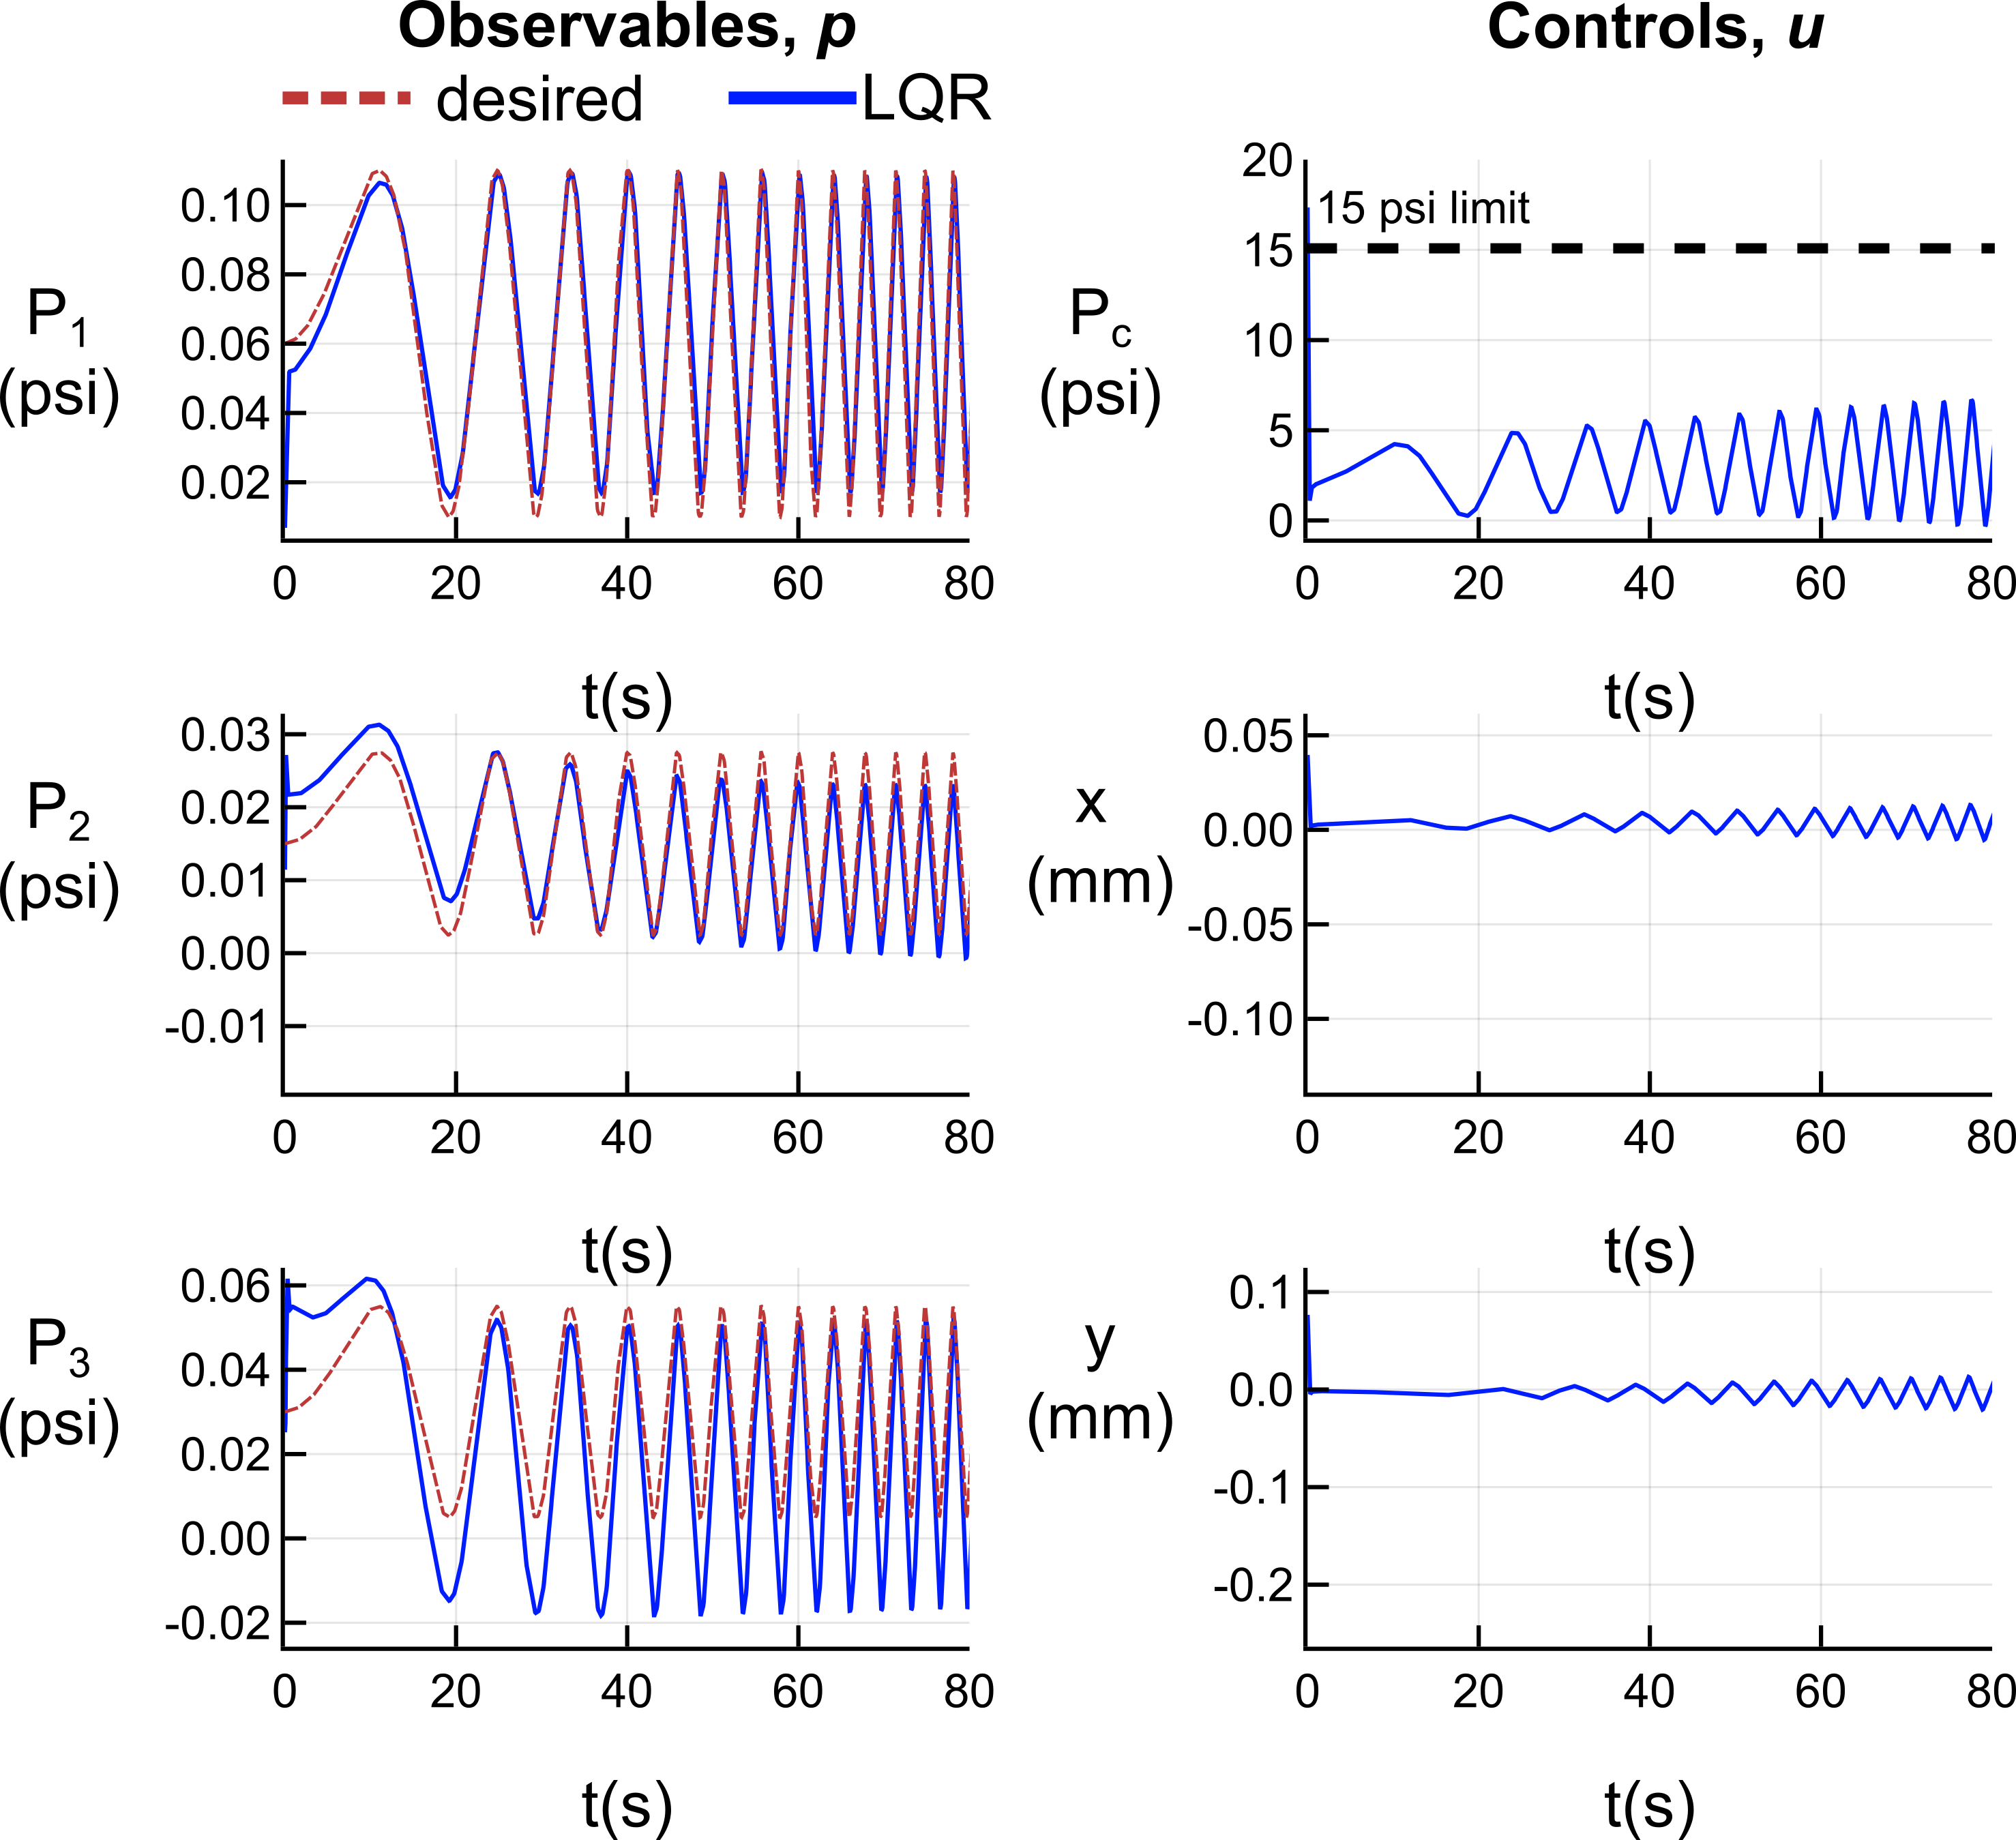 Observables, p
desired LQR
P1
(psi)
0.10
0.08
0.06
0.04
0.02
0 20 40 60 80
t(s)
P2
(psi)
0.03
0.02
0.01
0.00
-0.01
0 20 40 60 80
t(s)
P3
(psi)
0.06
0.04
0.02
0.00
-0.02
0 20 40 60 80
t(s)
Controls, u
Pc
(psi)
20
15 psi limit
15
10
5
0
0 20 40 60 80
t(s)
x
(mm)
0.05
0.00
-0.05
-0.10
0 20 40 60 80
t(s)
y
(mm)
0.1
0.0
-0.1
-0.2
0 20 40 60 80
t(s)